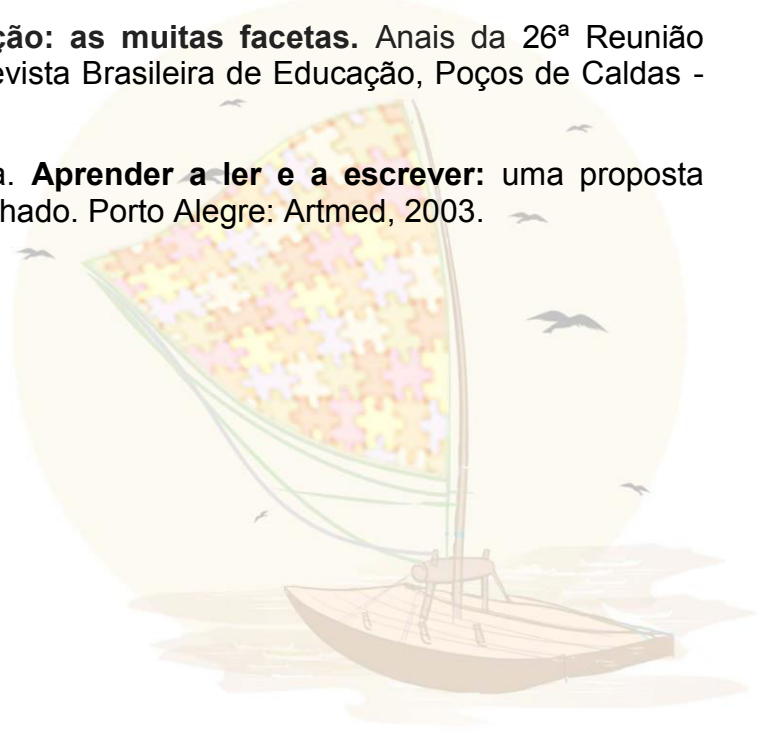 ção: as muitas facetas. Anais da 26ª Reunião
evista Brasileira de Educação, Poços de Caldas -
a. Aprender a ler e a escrever: uma proposta
hado. Porto Alegre: Artmed, 2003.